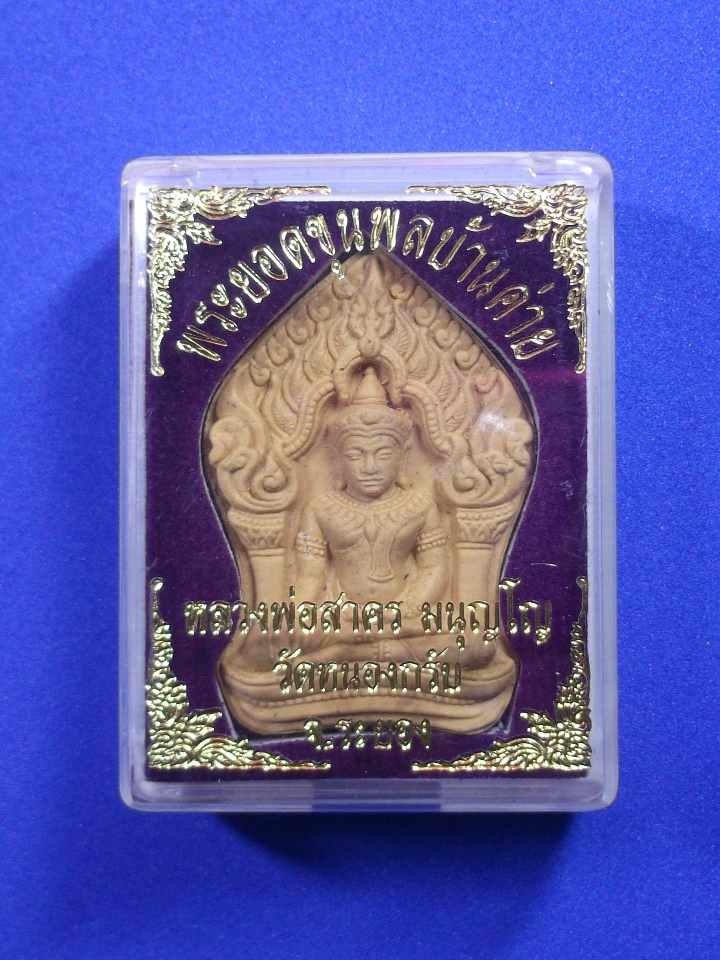 พระยอดขุนพลบ้านค่าย
หลวงพ่อสาคร มนุญโญ
วัดหนองกรับ
จ.ระยอง